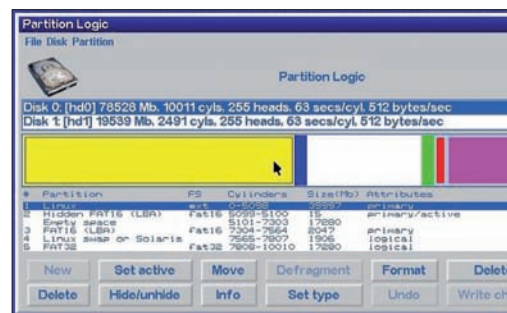 Partition Logic
File Disk Partition
Partition Logic
Disk 0: [hd0] 78528 Mb, 10011 cyls, 255 heads, 63 secs/cyl, 512 bytes/sec
Disk 1: [hd1] 19539 Mb, 2491 cyls, 255 heads, 63 secs/cyl, 512 bytes/sec
# Partition FS Cylinders Size(Mb) Attributes
1 Linux ext 0-5098 39997 primary
2 Hidden FAT16 (LBA) fat16 5099-5100 15 primary/active
Empty space 5101-7303 17280
3 FAT16 (LBA) fat16 7304-7564 2047 primary
4 Linux swap or Solaris 7565-7807 1906 logical
5 FAT32 fat32 7808-10010 17280 logical
New Set active Move Defragment Format Delet
Delete Hide/unhide Info Set type Undo Write ch